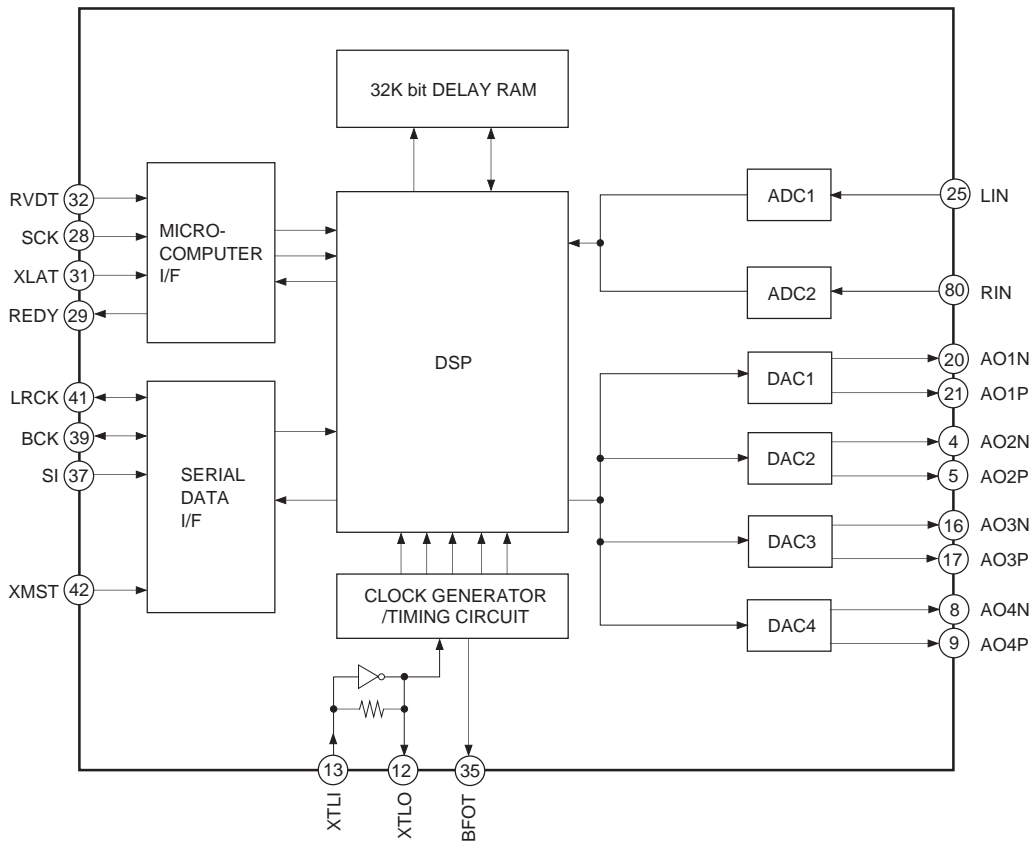 32K bit DELAY RAM
RVDT 32
SCK 28
XLAT 31
REDY 29
MICRO-
COMPUTER
I/F
LRCK 41
BCK 39
SI 37
XMST 42
SERIAL
DATA
I/F
DSP
CLOCK GENERATOR
/TIMING CIRCUIT
ADC1
25 LIN
ADC2
80 RIN
DAC1
20 AO1N
21 AO1P
DAC2
4 AO2N
5 AO2P
DAC3
16 AO3N
17 AO3P
DAC4
8 AO4N
9 AO4P
13
12
35
XTLI
XTLO
BFOT